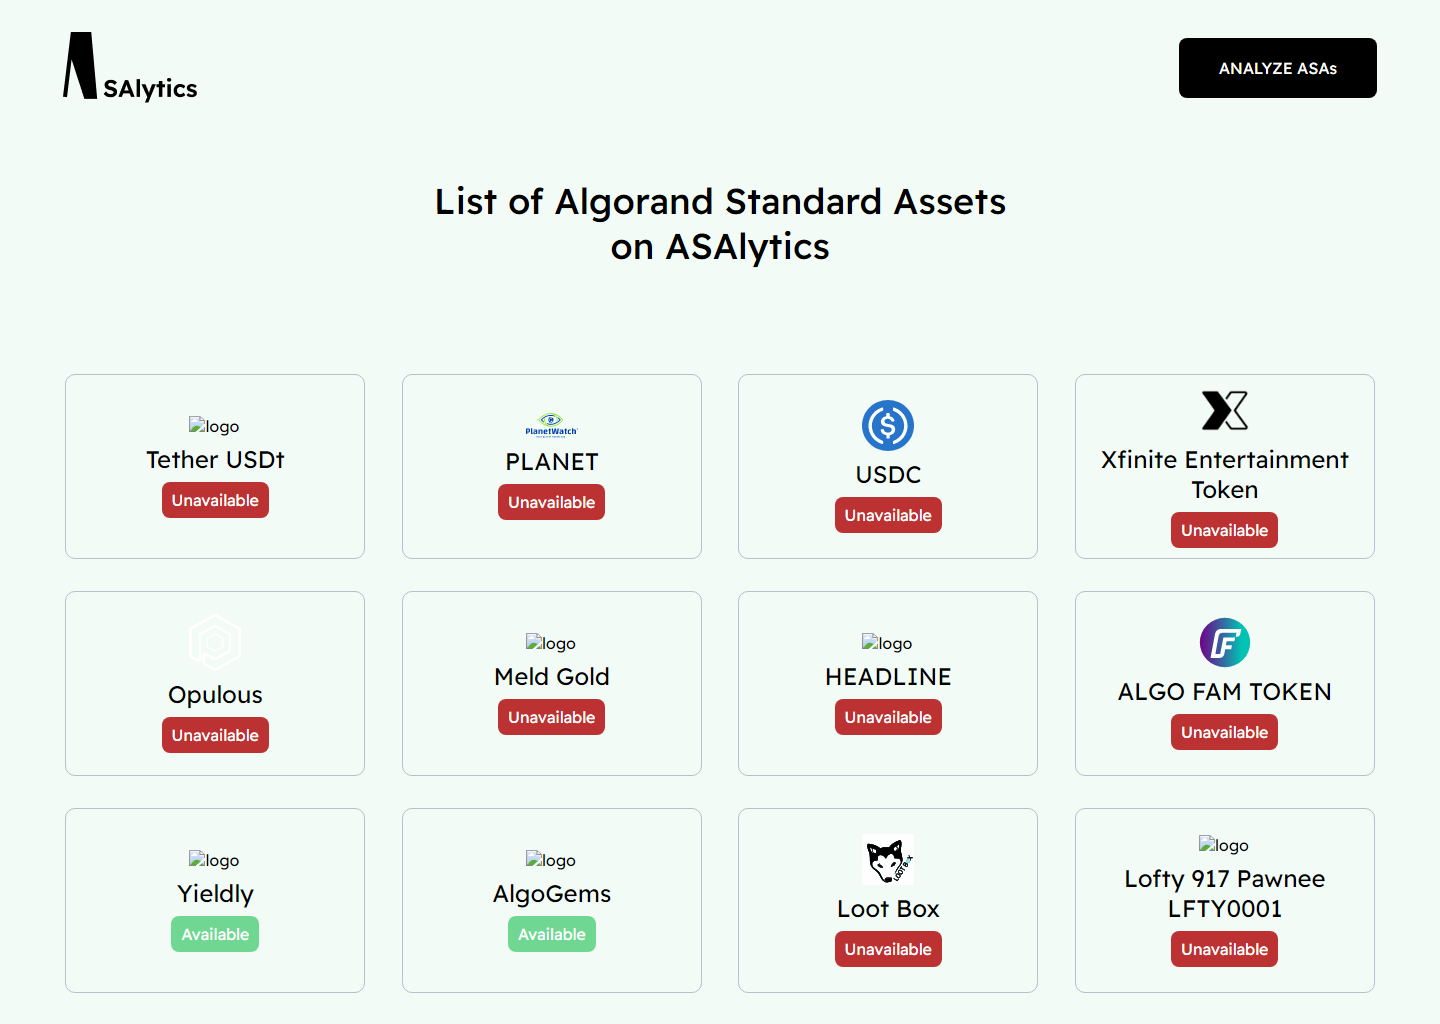 SAlytics
ANALYZE ASAs
List of Algorand Standard Assets
on ASAlytics
logo
Tether USDt
Unavailable
PlanetWatch
PLANET
Unavailable
USDC
Unavailable
Xfinite Entertainment
Token
Unavailable
Opulous
Unavailable
logo
Meld Gold
Unavailable
logo
HEADLINE
Unavailable
ALGO FAM TOKEN
Unavailable
logo
Yieldly
Available
logo
AlgoGems
Available
LOOT BOX
Loot Box
Unavailable
logo
Lofty 917 Pawnee
LFTY0001
Unavailable